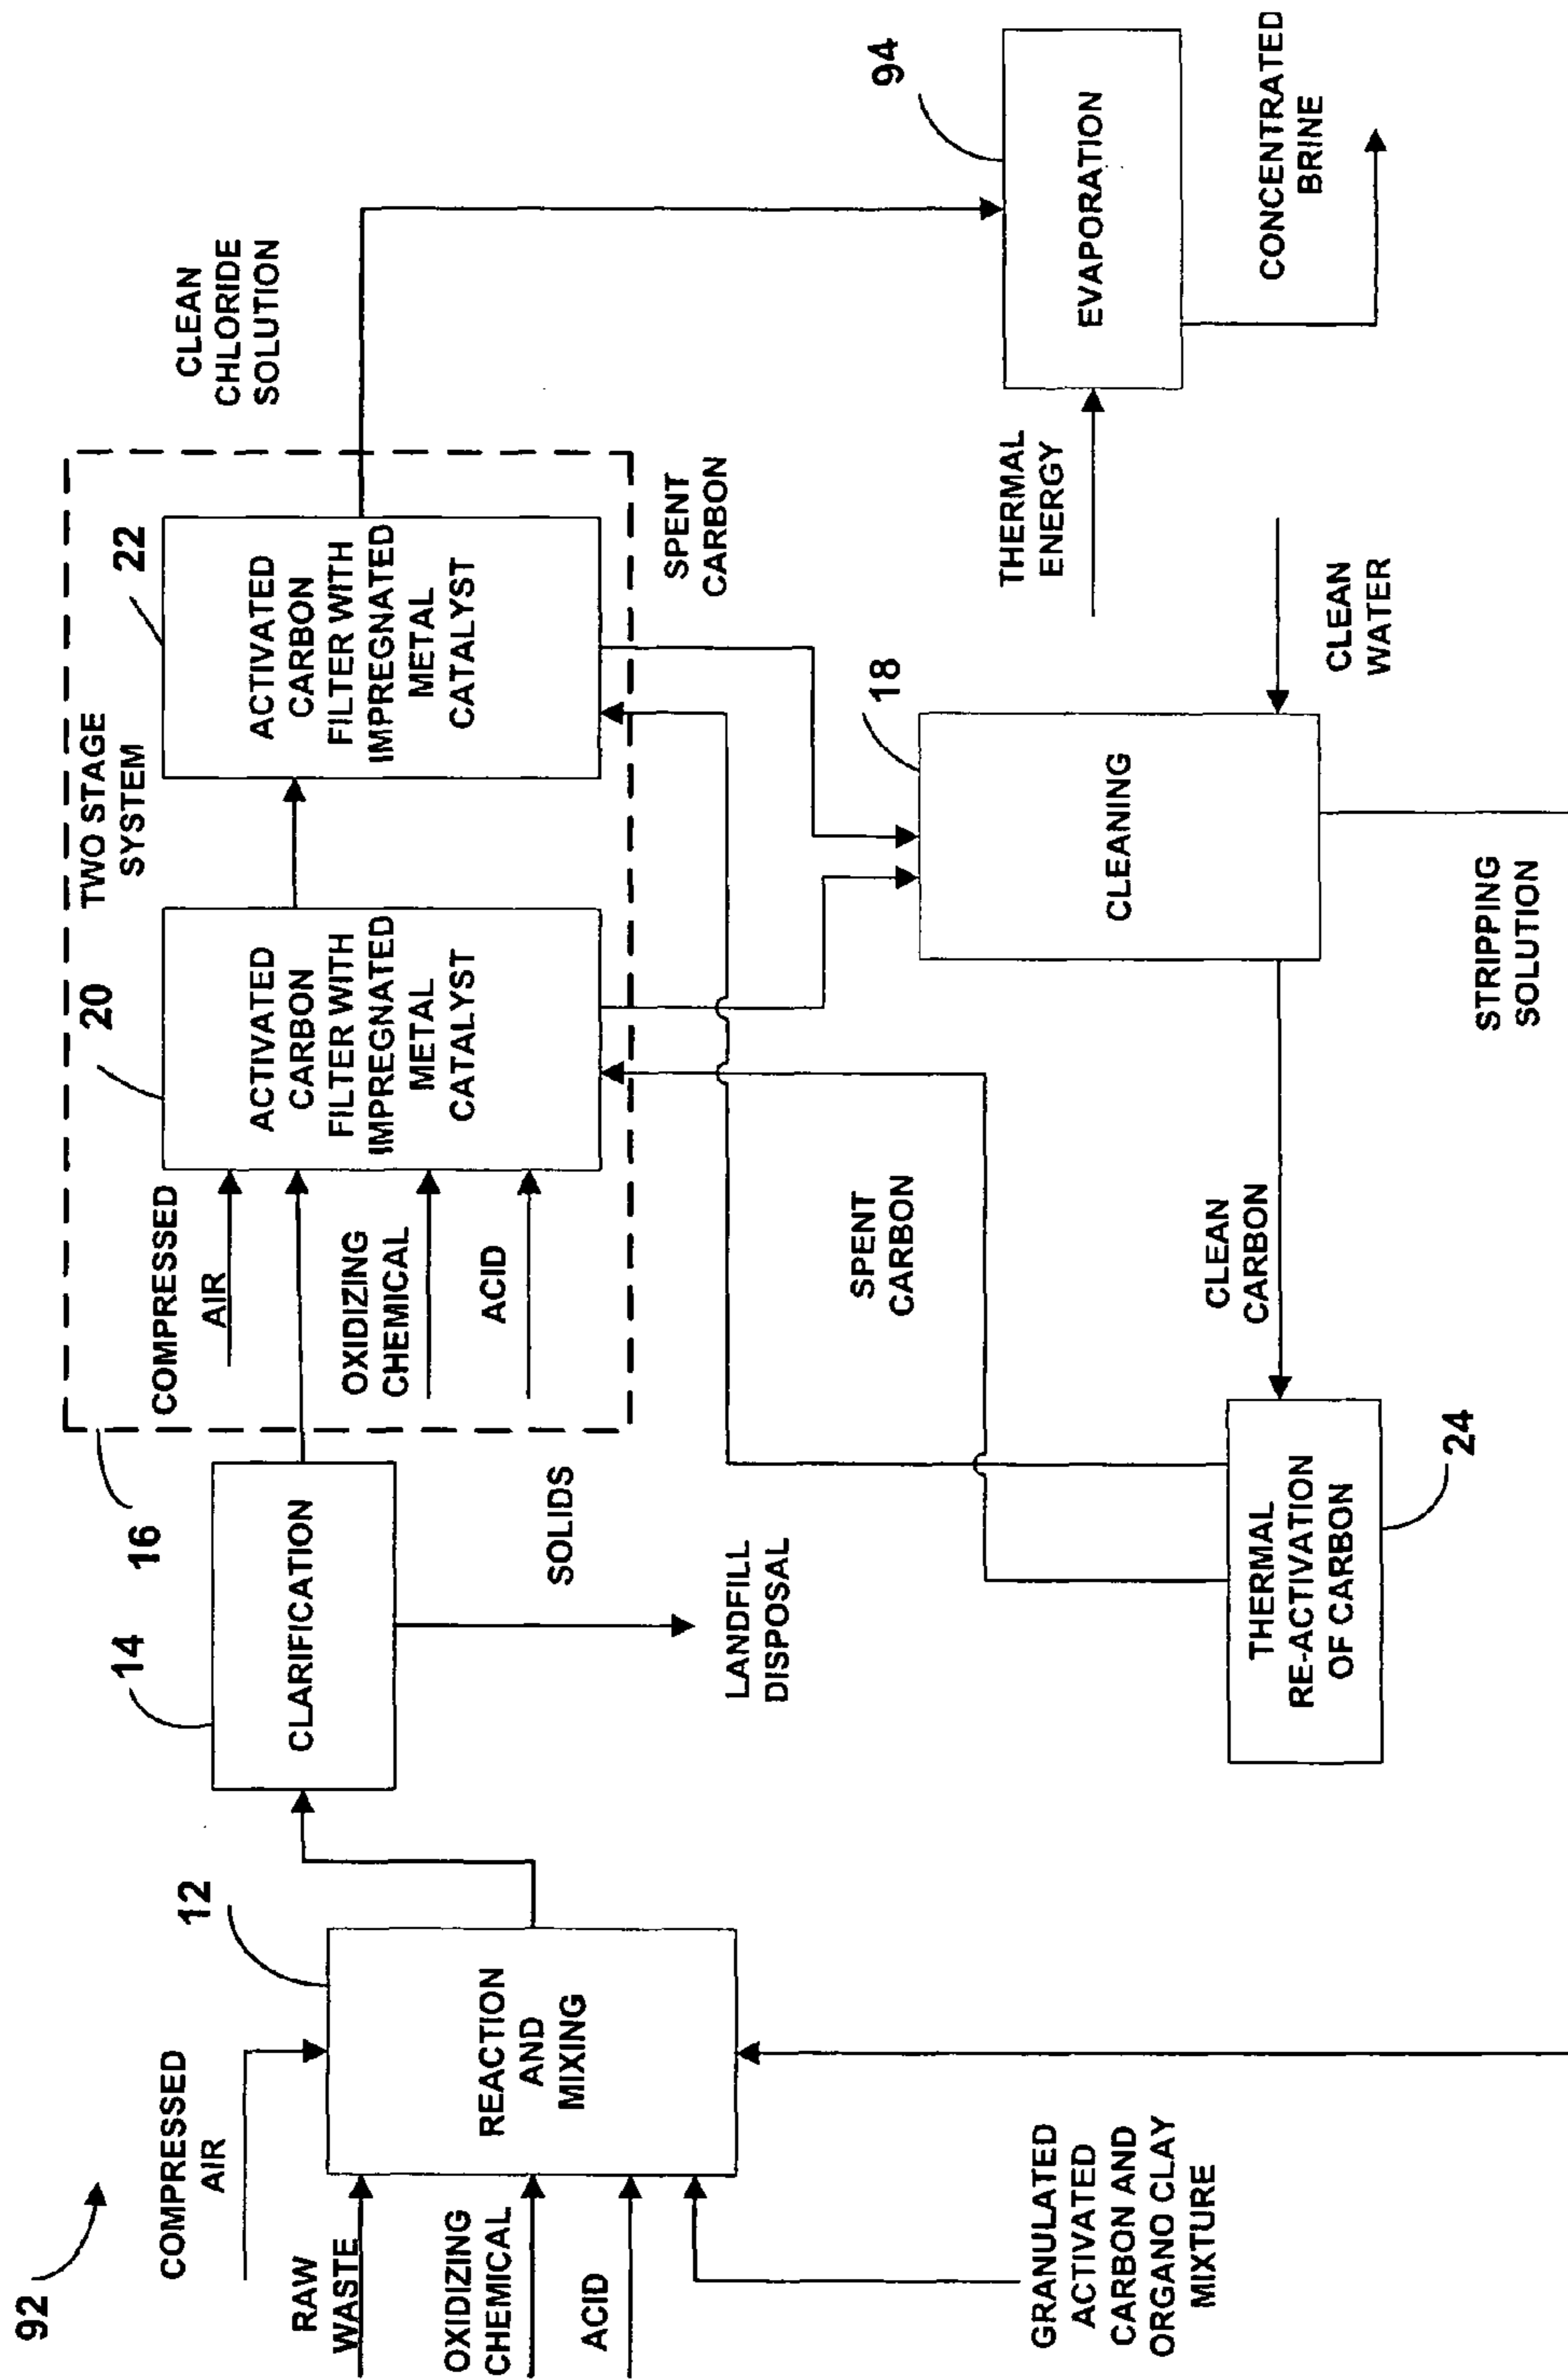 92
COMPRESSED
AIR
RAW
WASTE
OXIDIZING
CHEMICAL
ACID
GRANULATED
ACTIVATED
CARBON AND
ORGANO CLAY
MIXTURE
12
REACTION
AND
MIXING
14
CLARIFICATION
SOLIDS
LANDFILL
DISPOSAL
16
TWO STAGE
SYSTEM
COMPRESSED
AIR
OXIDIZING
CHEMICAL
ACID
20
ACTIVATED
CARBON
FILTER WITH
IMPREGNATED
METAL
CATALYST
22
ACTIVATED
CARBON
FILTER WITH
IMPREGNATED
METAL
CATALYST
CLEAN
CHLORIDE
SOLUTION
SPENT
CARBON
SPENT
CARBON
THERMAL
ENERGY
94
EVAPORATION
CONCENTRATED
BRINE
18
CLEANING
CLEAN
WATER
STRIPPING
SOLUTION
CLEAN
CARBON
THERMAL
RE-ACTIVATION
OF CARBON
24